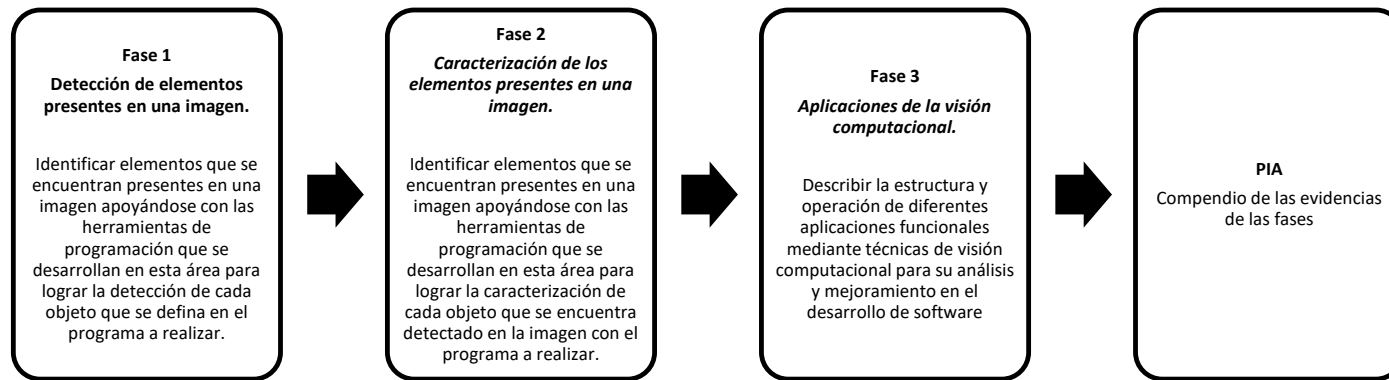 Fase 1
Detección de elementos
presentes en una imagen.
Identificar elementos que se
encuentran presentes en una
imagen apoyándose con las
herramientas de
programación que se
desarrollan en esta área para
lograr la detección de cada
objeto que se defina en el
programa a realizar.
Fase 2
Caracterización de los
elementos presentes en una
imagen.
Identificar elementos que se
encuentran presentes en una
imagen apoyándose con las
herramientas de
programación que se
desarrollan en esta área para
lograr la caracterización de
cada objeto que se encuentra
detectado en la imagen con el
programa a realizar.
Fase 3
Aplicaciones de la visión
computacional.
Describir la estructura y
operación de diferentes
aplicaciones funcionales
mediante técnicas de visión
computacional para su análisis
y mejoramiento en el
desarrollo de software
PIA
Compendio de las evidencias
de las fases